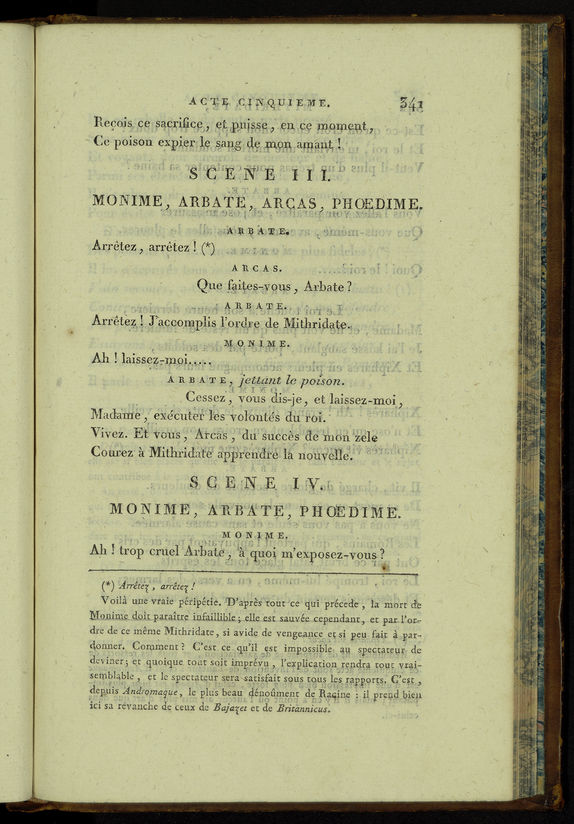 ACTE CINQUIEME. 341
Reçois ce sacrifice, et puisse, en ce moment,
Ce poison expier le sang de mon amant !
SCENE III.
MONIME, ARBATE, ARCAS, PHŒDIME.
ARBATE.
Arrêtez, arrêtez ! (*)
ARCAS.
Que faites-vous, Arbate ?
ARBATE.
Arrêtez ! J'accomplis l'ordre de Mithridate.
MONIME.
Ah ! laissez-moi.....
ARBATE, jettant le poison.
Cessez, vous dis-je, et laissez-moi,
Madame, exécuter les volontés du roi.
Vivez. Et vous, Arcas, du succès de mon zele
Courez à Mithridate apprendre la nouvelle.
SCENE IV.
MONIME, ARBATE, PHŒDIME.
MONIME.
Ah ! trop cruel Arbate, à quoi m'exposez-vous ?
(*) Arrêtez, arrêtez !
Voilà une vraie péripétie. D'après tout ce qui précede, la mort de
Monime doit paraître infaillible ; elle est sauvée cependant, et par l'or-
dre de ce même Mithridate, si avide de vengeance et si peu fait à par-
donner. Comment ? C'est ce qu'il est impossible au spectateur de
deviner ; et quoique tout soit imprévu, l'explication rendra tout vrai-
semblable, et le spectateur sera satisfait sous tous les rapports. C'est,
depuis Andromaque, le plus beau dénoûment de Racine : il prend bien
ici sa revanche de ceux de Bajazet et de Britannicus.